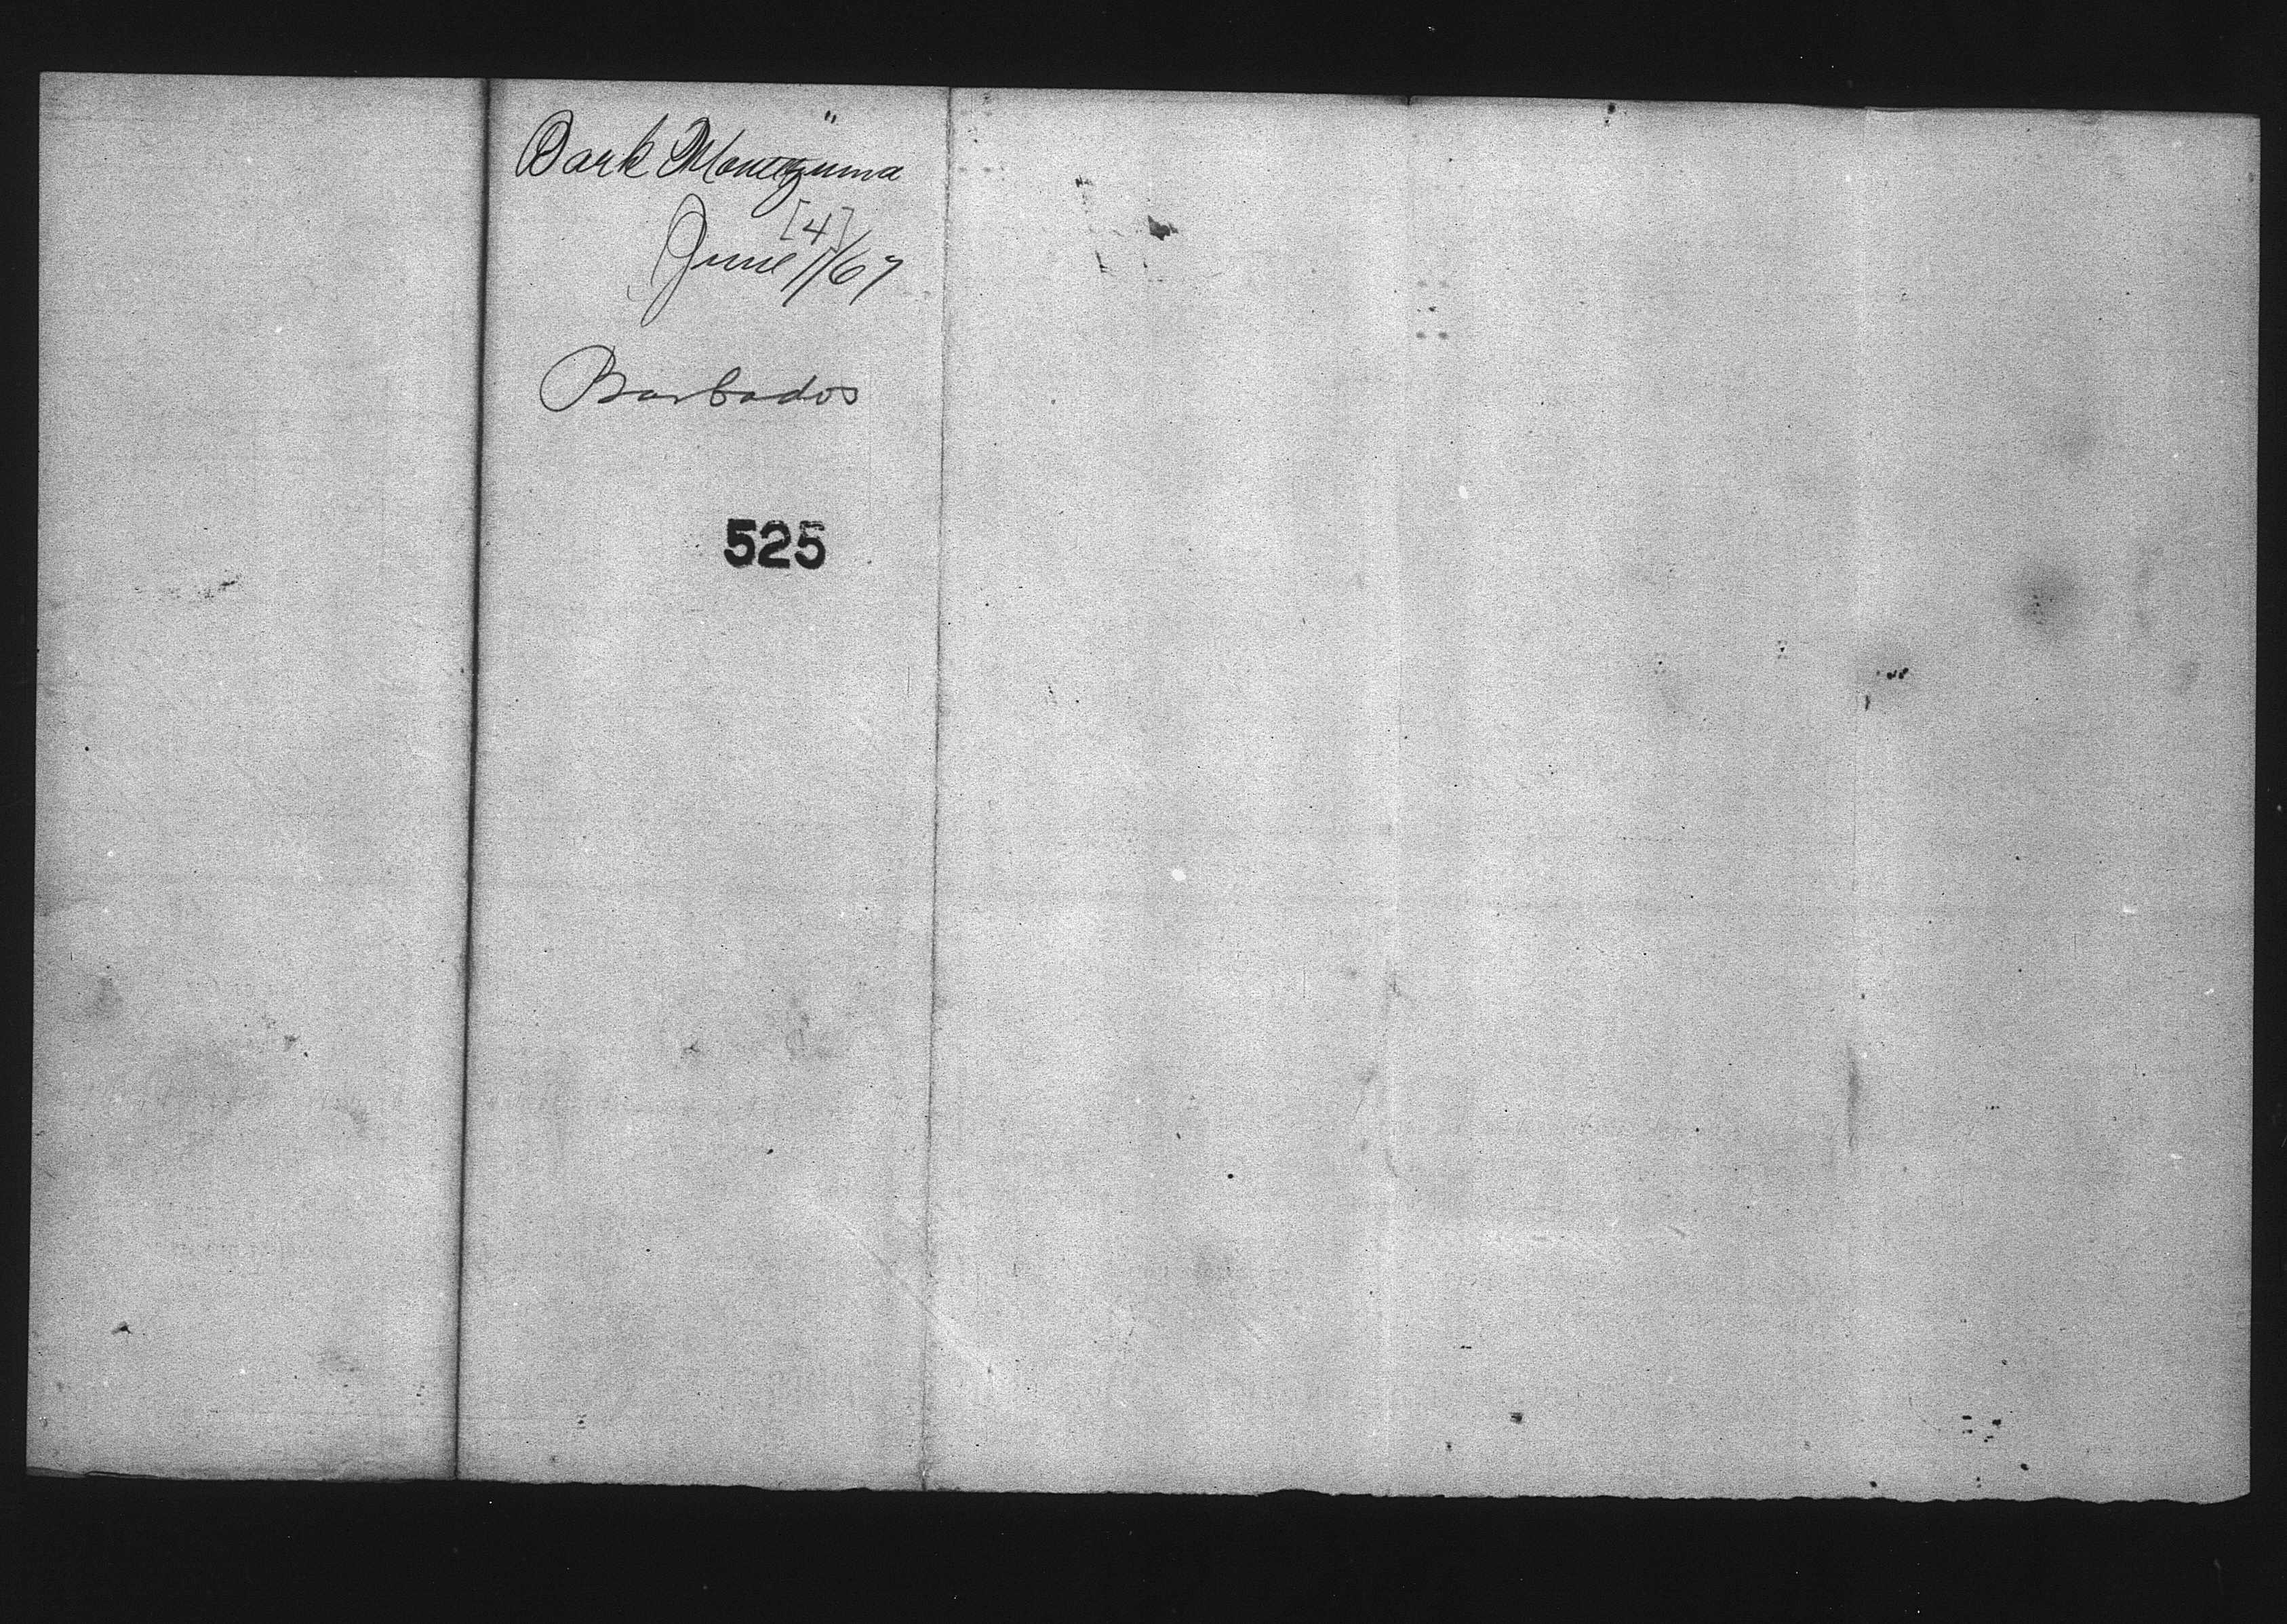 Bark Montezuma"
[4]
June 1/67
Barbados
525